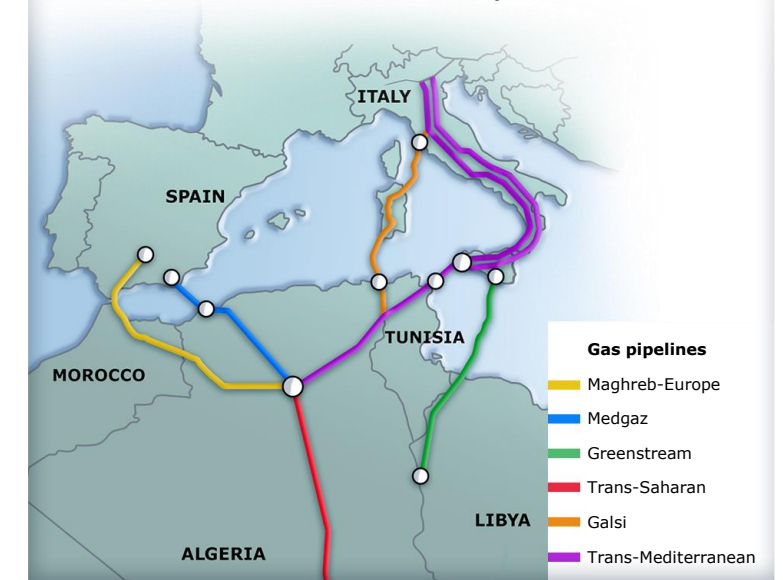 ITALY
SPAIN
TUNISIA
MOROCCO
LIBYA
ALGERIA
Gas pipelines
Maghreb-Europe
Medgaz
Greenstream
Trans-Saharan
Galsi
Trans-Mediterranean